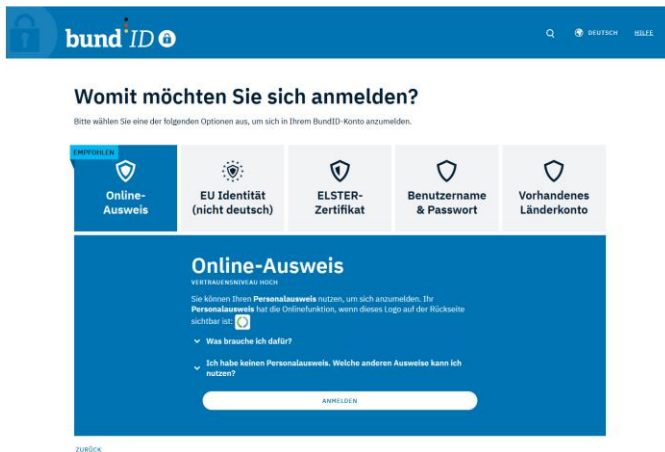 bund ID
DEUTSCH
HILFE
Womit möchten Sie sich anmelden?
Bitte wählen Sie eine der folgenden Optionen aus, um sich in Ihrem BundID-Konto anzumelden.
EMPFOHLEN
Online-
Ausweis
EU Identität
(nicht deutsch)
ELSTER-
Zertifikat
Benutzername
& Passwort
Vorhandenes
Länderkonto
Online-Ausweis
VERTRAUENSNIVEAU HOCH
Sie können Ihren Personalausweis nutzen, um sich anzumelden. Ihr
Personalausweis hat die Onlinefunktion, wenn dieses Logo auf der Rückseite
sichtbar ist:
Was brauche ich dafür?
Ich habe keinen Personalausweis. Welche anderen Ausweise kann ich
nutzen?
ANMELDEN
ZURÜCK